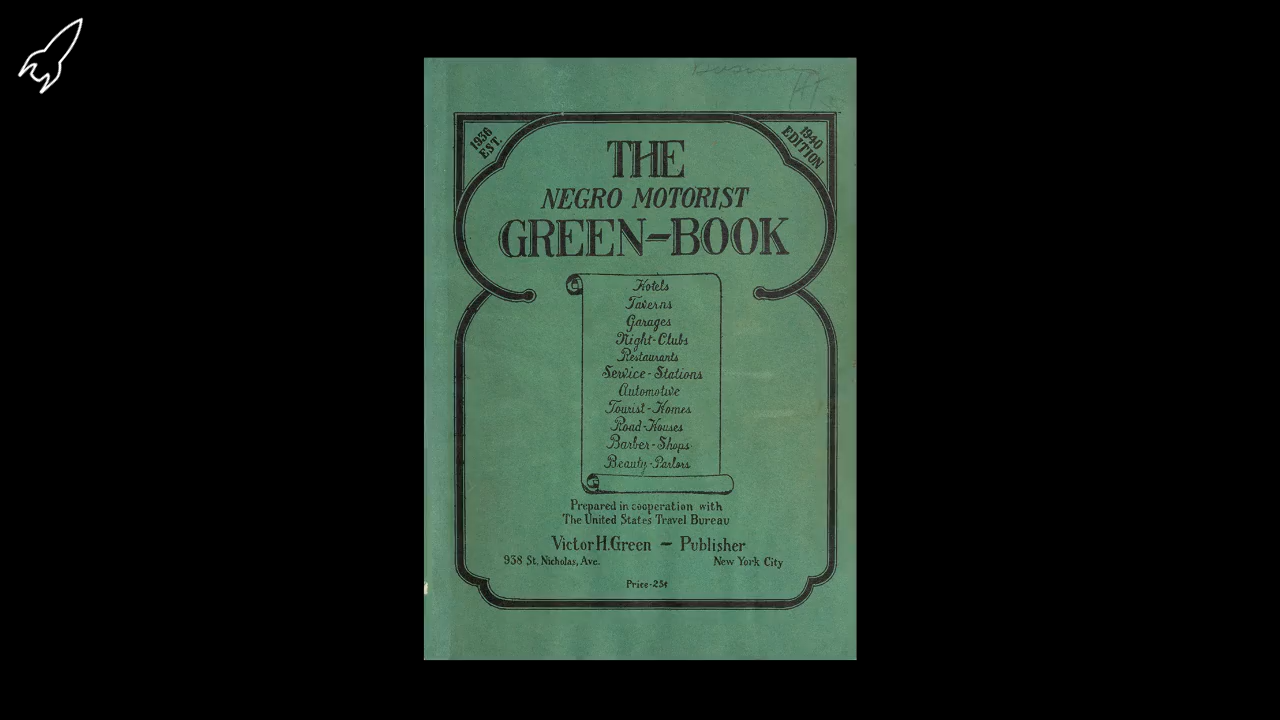 1936
EST.
1940
EDITION
THE
NEGRO MOTORIST
GREEN-BOOK
Hotels
Taverns
Garages
Night-Clubs
Restaurants
Service-Stations
Automotive
Tourist-Homes
Road-Houses
Barber-Shops
Beauty-Parlors
Prepared in cooperation with
The United States Travel Bureau
Victor H. Green - Publisher
938 St. Nicholas, Ave. New York City
Price-25¢